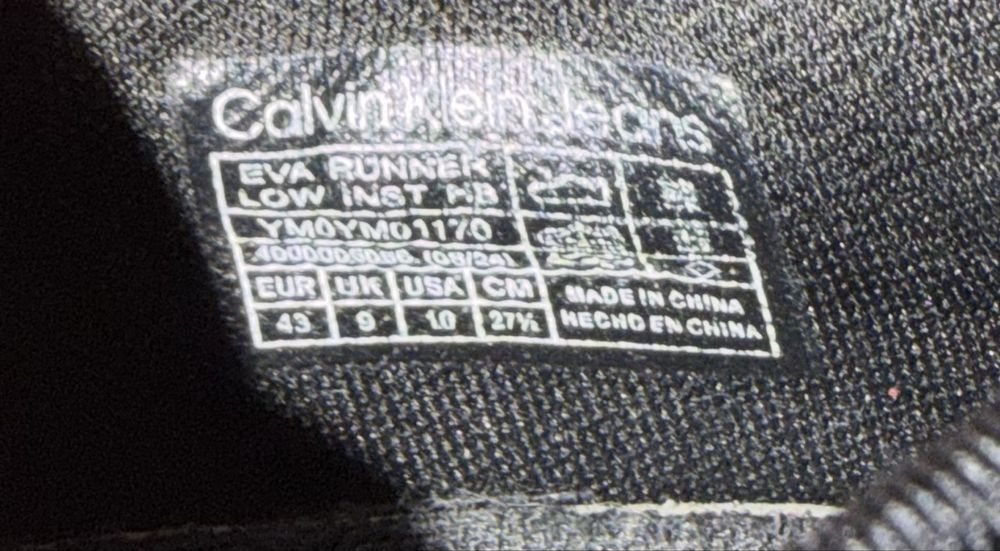 Calvin Klein Jeans
EVA RUNNER
LOW INST
YM0YM01170
EUR UK USA CM
43 9 10 27½
MADE IN CHINA
HECHO EN CHINA